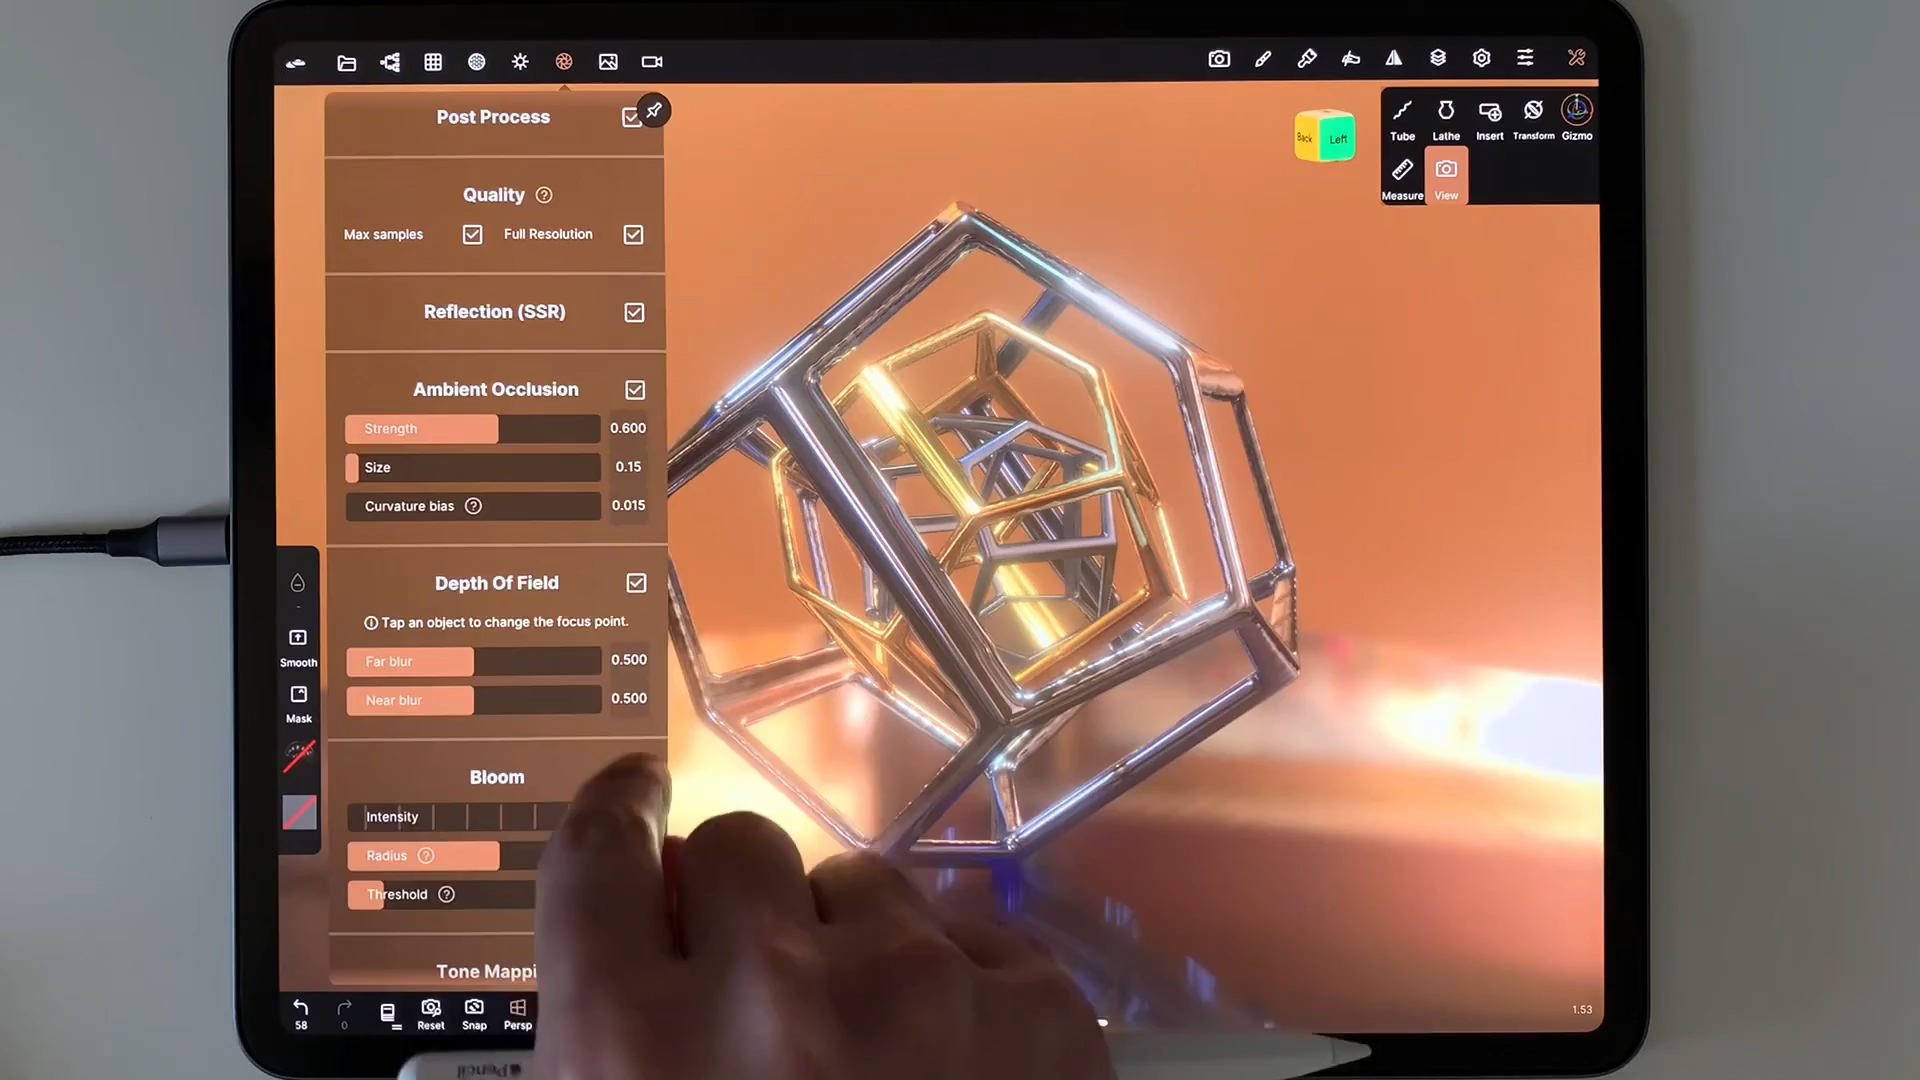 Post Process
Quality ?
Max samples Full Resolution
Reflection (SSR)
Ambient Occlusion
Strength 0.600
Size 0.15
Curvature bias ? 0.015
Depth Of Field
Tap an object to change the focus point.
Far blur 0.500
Near blur 0.500
Bloom
Intensity
Radius ?
Threshold ?
Tone Mappi
Smooth
Mask
58
0
Reset
Snap
Persp
Back
Left
Tube
Lathe
Insert
Transform
Gizmo
Measure
View
1.53
Pencil